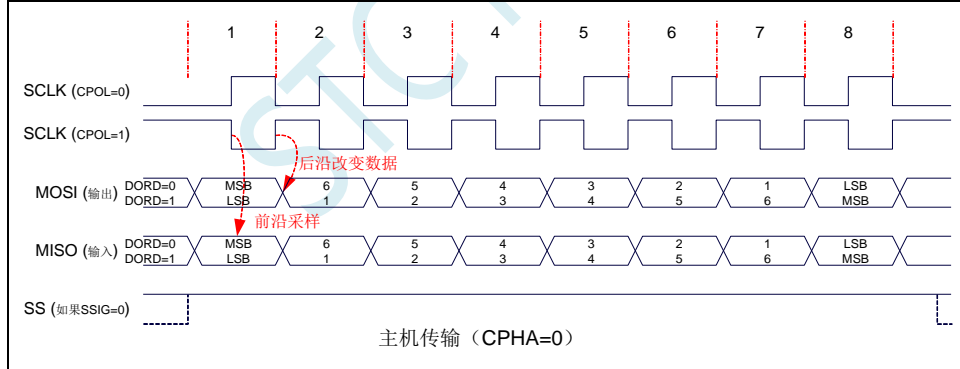 1 2 3 4 5 6 7 8
SCLK (CPOL=0)
SCLK (CPOL=1)
后沿改变数据
MOSI (输出) DORD=0 MSB 6 5 4 3 2 1 LSB
DORD=1 LSB 1 2 3 4 5 6 MSB
前沿采样
MISO (输入) DORD=0 MSB 6 5 4 3 2 1 LSB
DORD=1 LSB 1 2 3 4 5 6 MSB
SS (如果SSIG=0)
主机传输（CPHA=0）